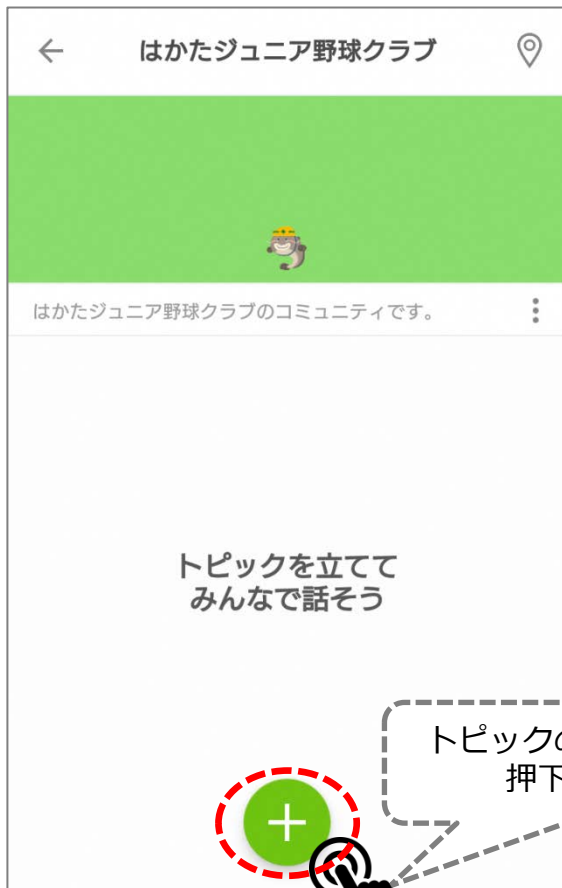 はかたジュニア野球クラブ
はかたジュニア野球クラブのコミュニティです。
トピックを立てて
みんなで話そう
トピックの
押下